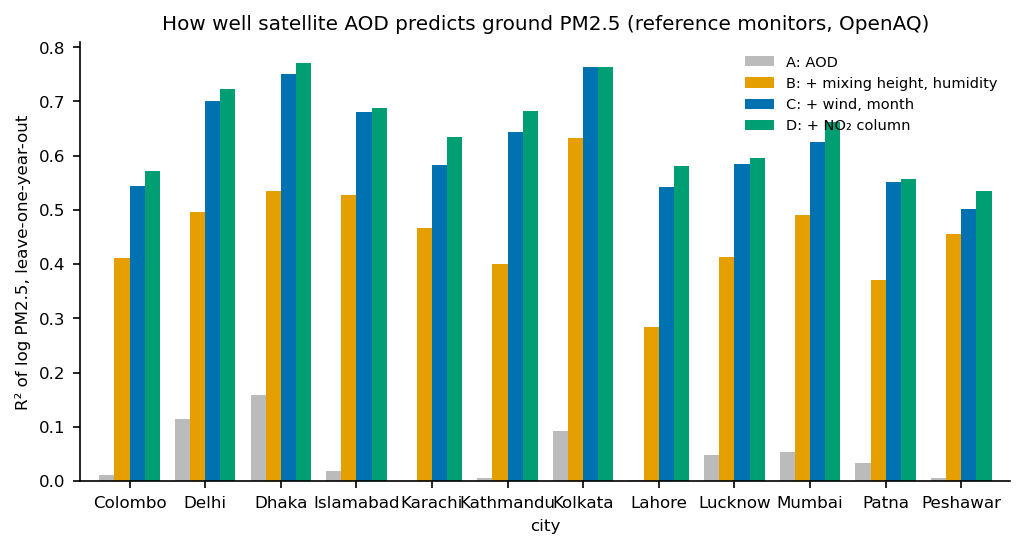 How well satellite AOD predicts ground PM2.5 (reference monitors, OpenAQ)
R² of log PM2.5, leave-one-year-out
0.8
0.7
0.6
0.5
0.4
0.3
0.2
0.1
0.0
A: AOD
B: + mixing height, humidity
C: + wind, month
D: + NO₂ column
Colombo Delhi Dhaka Islamabad Karachi Kathmandu Kolkata Lahore Lucknow Mumbai Patna Peshawar
city